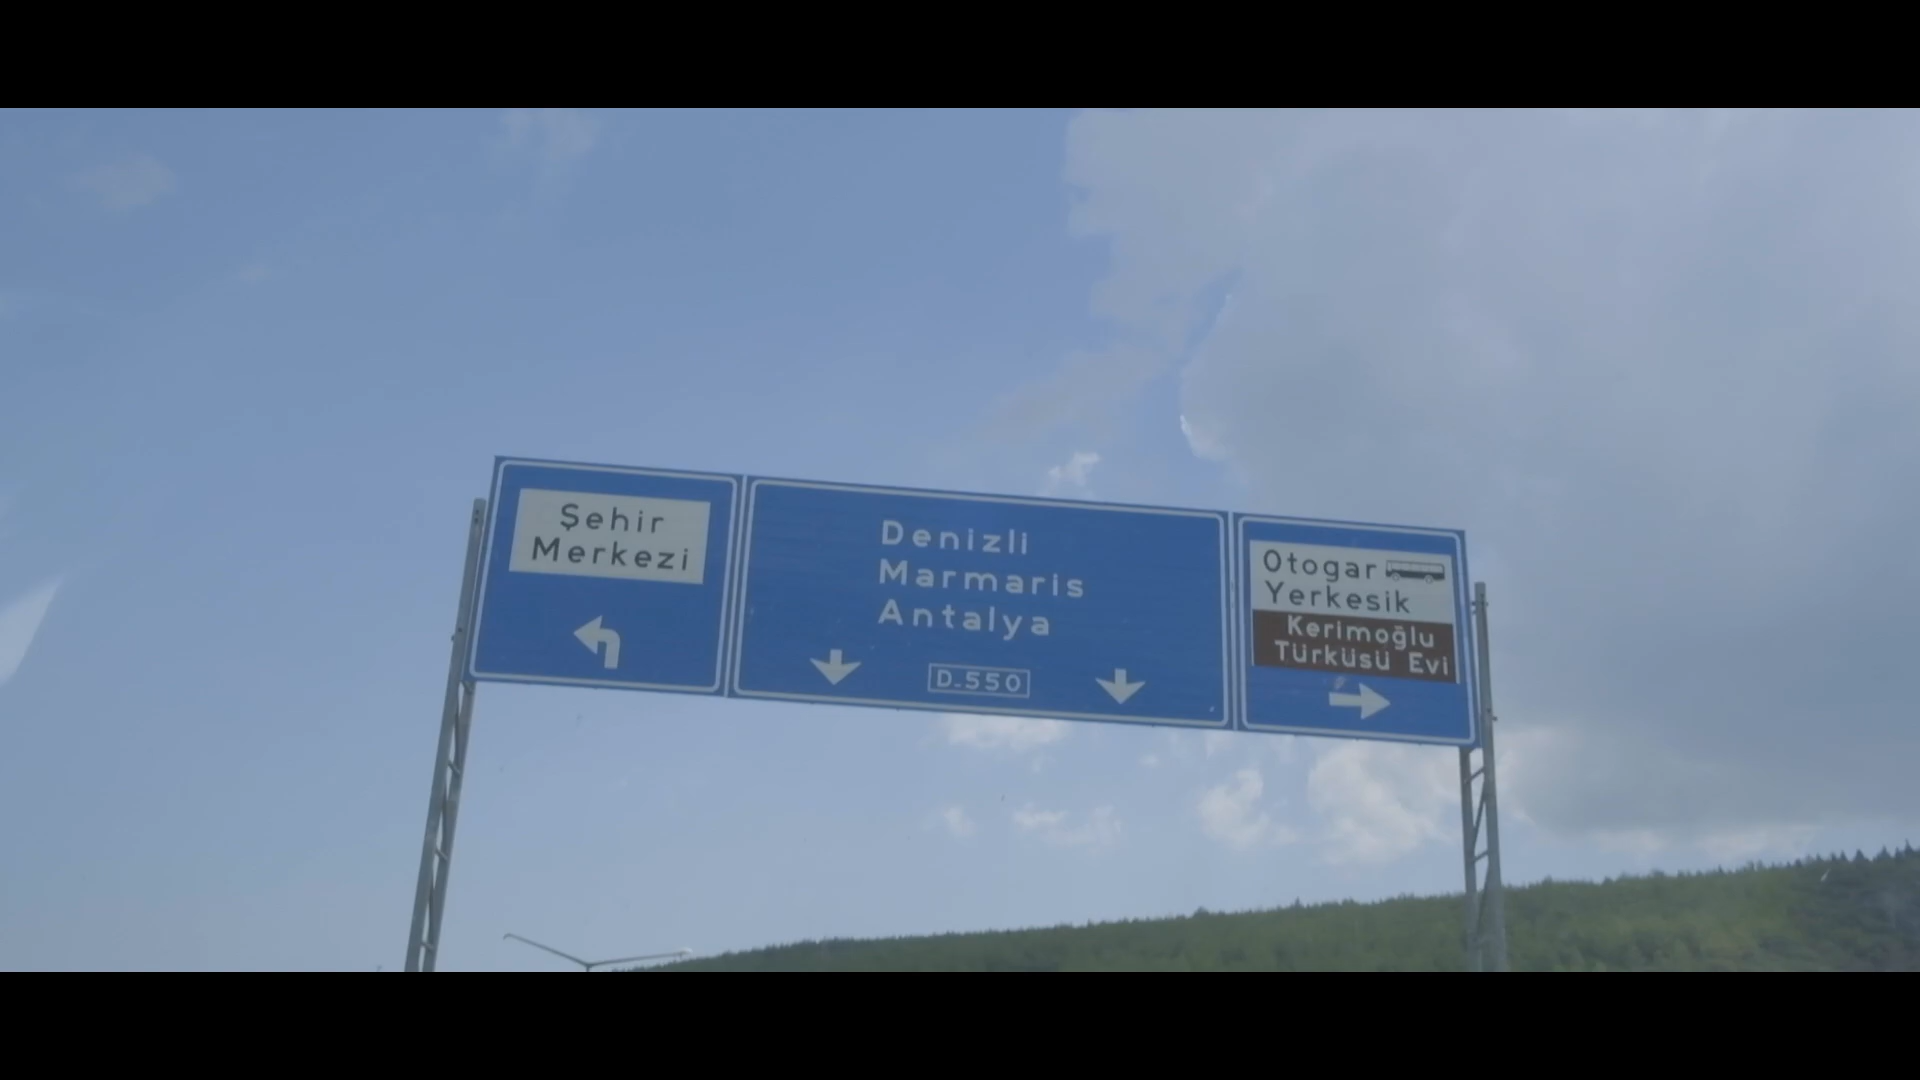 Şehir
Merkezi
Denizli
Marmaris
Antalya
D-550
Otogar
Yerkesik
Kerimoğlu
Türküsü Evi